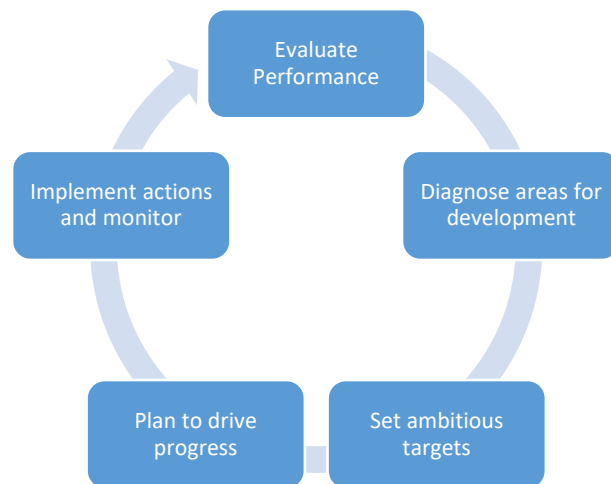 Evaluate
Performance
Diagnose areas for
development
Set ambitious
targets
Plan to drive
progress
Implement actions
and monitor